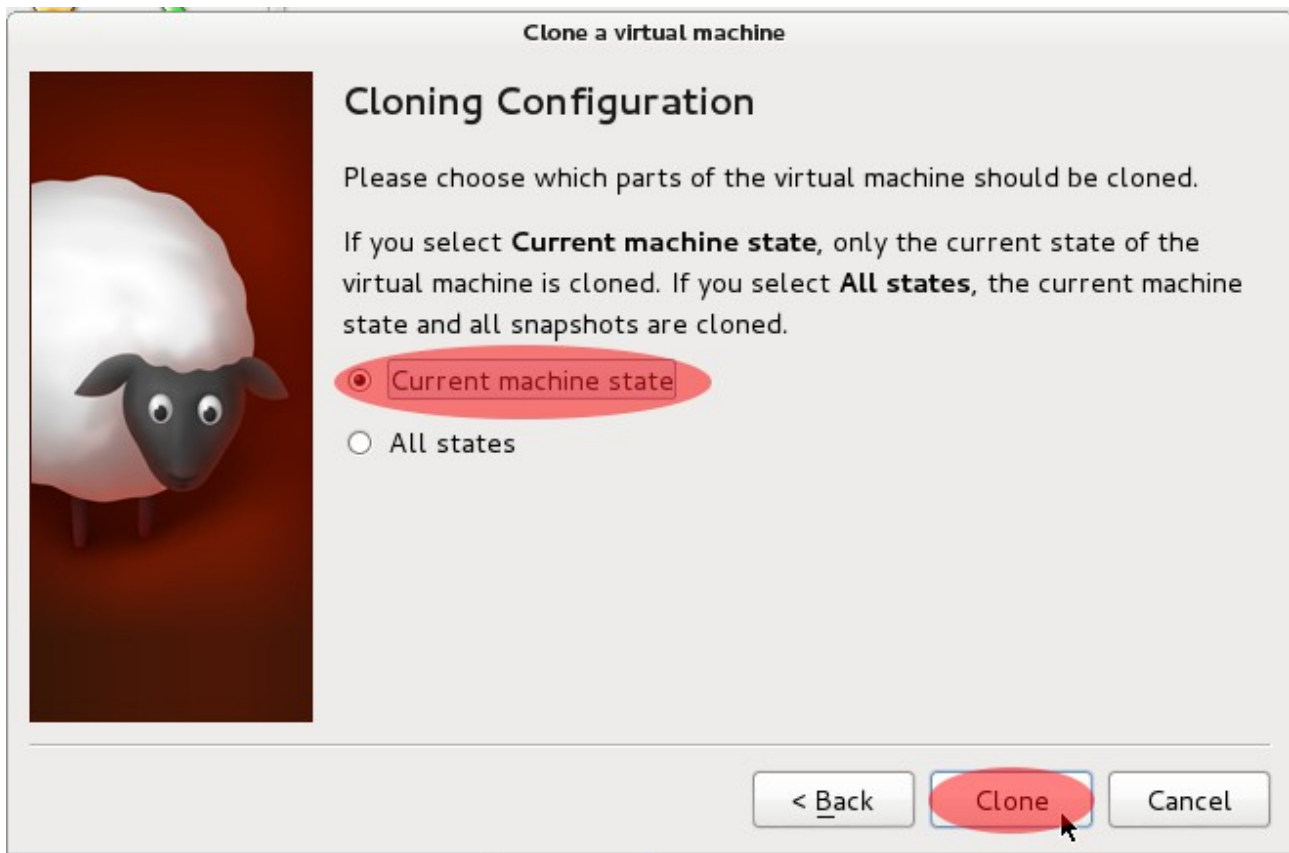 Clone a virtual machine
Cloning Configuration
Please choose which parts of the virtual machine should be cloned.
If you select Current machine state, only the current state of the
virtual machine is cloned. If you select All states, the current machine
state and all snapshots are cloned.
Current machine state
All states
< Back
Clone
Cancel